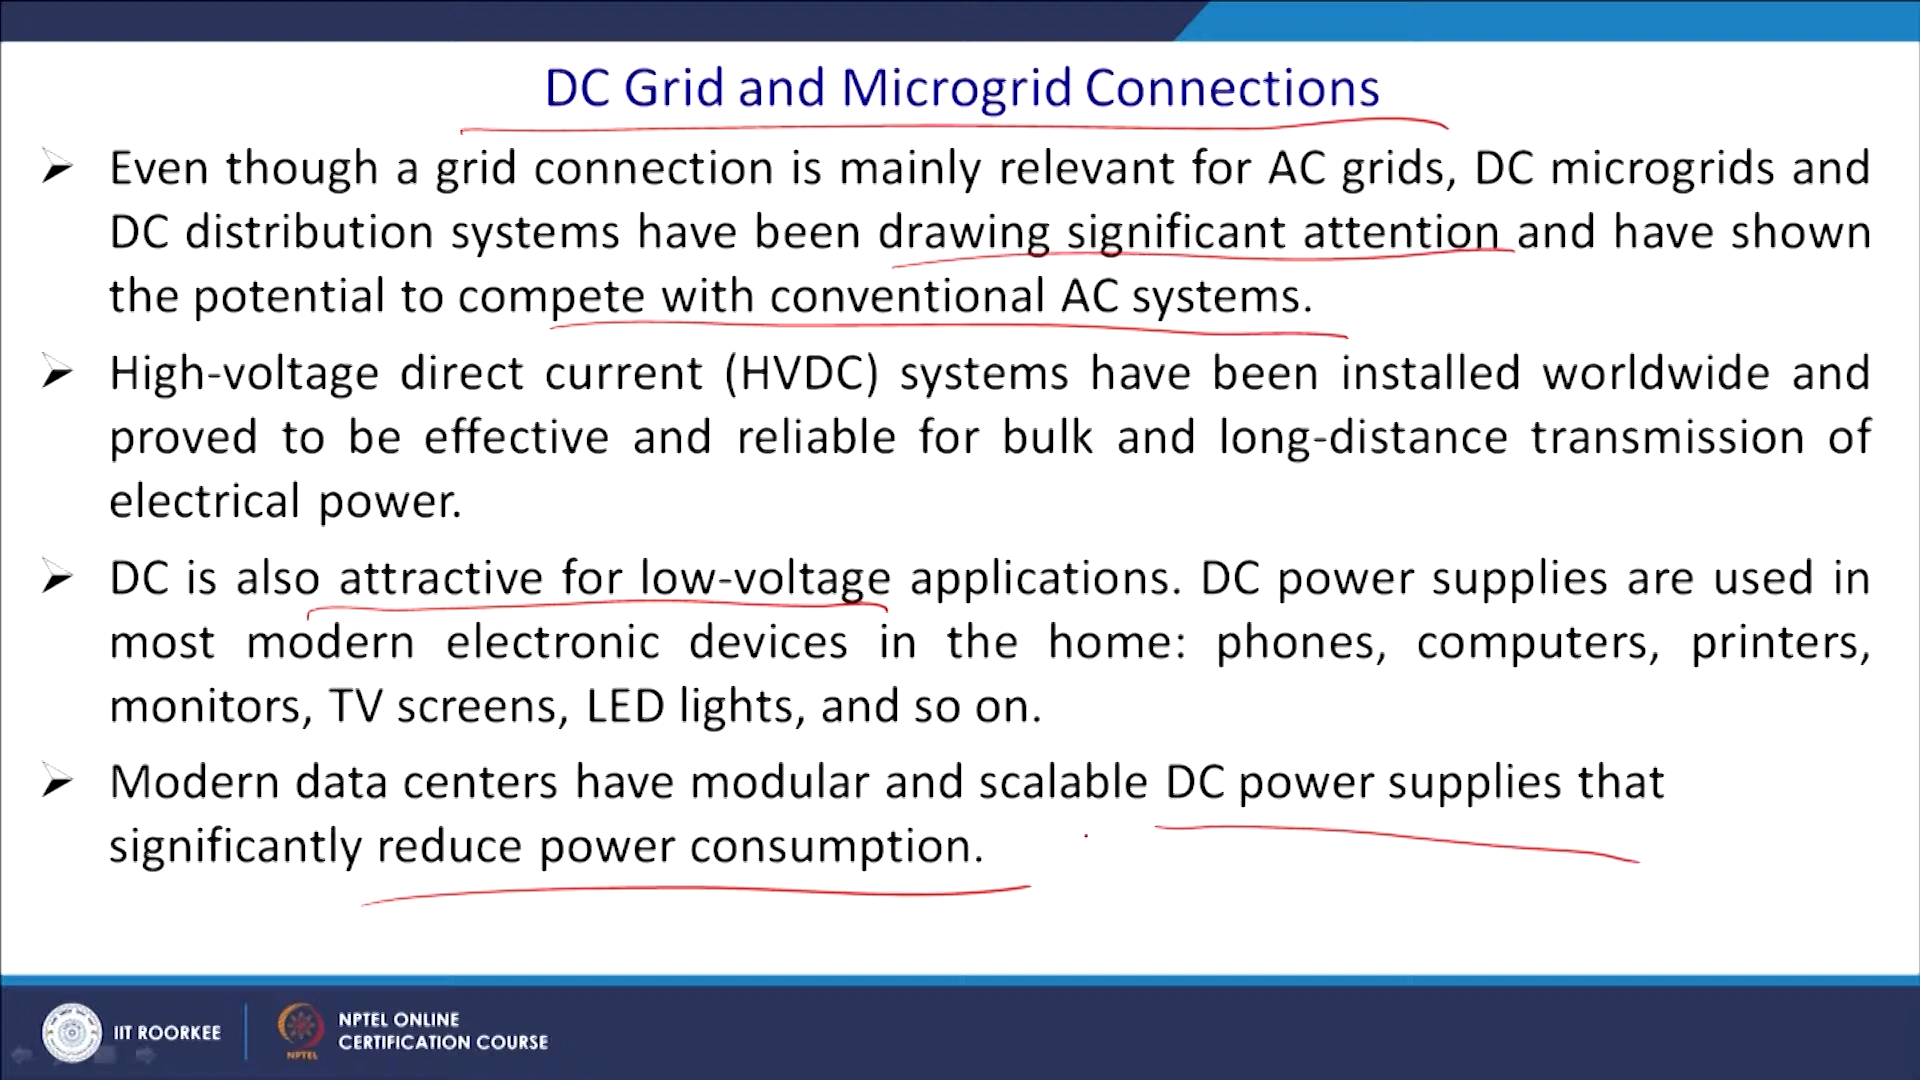 DC Grid and Microgrid Connections
Even though a grid connection is mainly relevant for AC grids, DC microgrids and
DC distribution systems have been drawing significant attention and have shown
the potential to compete with conventional AC systems.
High-voltage direct current (HVDC) systems have been installed worldwide and
proved to be effective and reliable for bulk and long-distance transmission of
electrical power.
DC is also attractive for low-voltage applications. DC power supplies are used in
most modern electronic devices in the home: phones, computers, printers,
monitors, TV screens, LED lights, and so on.
Modern data centers have modular and scalable DC power supplies that
significantly reduce power consumption.
IIT ROORKEE
NPTEL
NPTEL ONLINE
CERTIFICATION COURSE